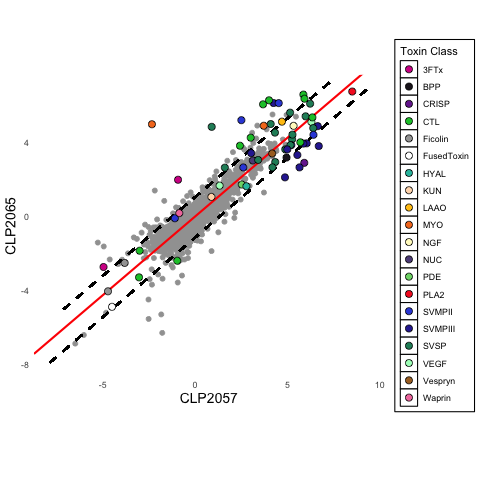 Toxin Class
3FTx
BPP
CRISP
CTL
Ficolin
FusedToxin
HYAL
KUN
LAAO
MYO
NGF
NUC
PDE
PLA2
SVMPII
SVMPIII
SVSP
VEGF
Vespryn
Waprin
CLP2065
4
0
-4
-8
-5
0
5
10
CLP2057